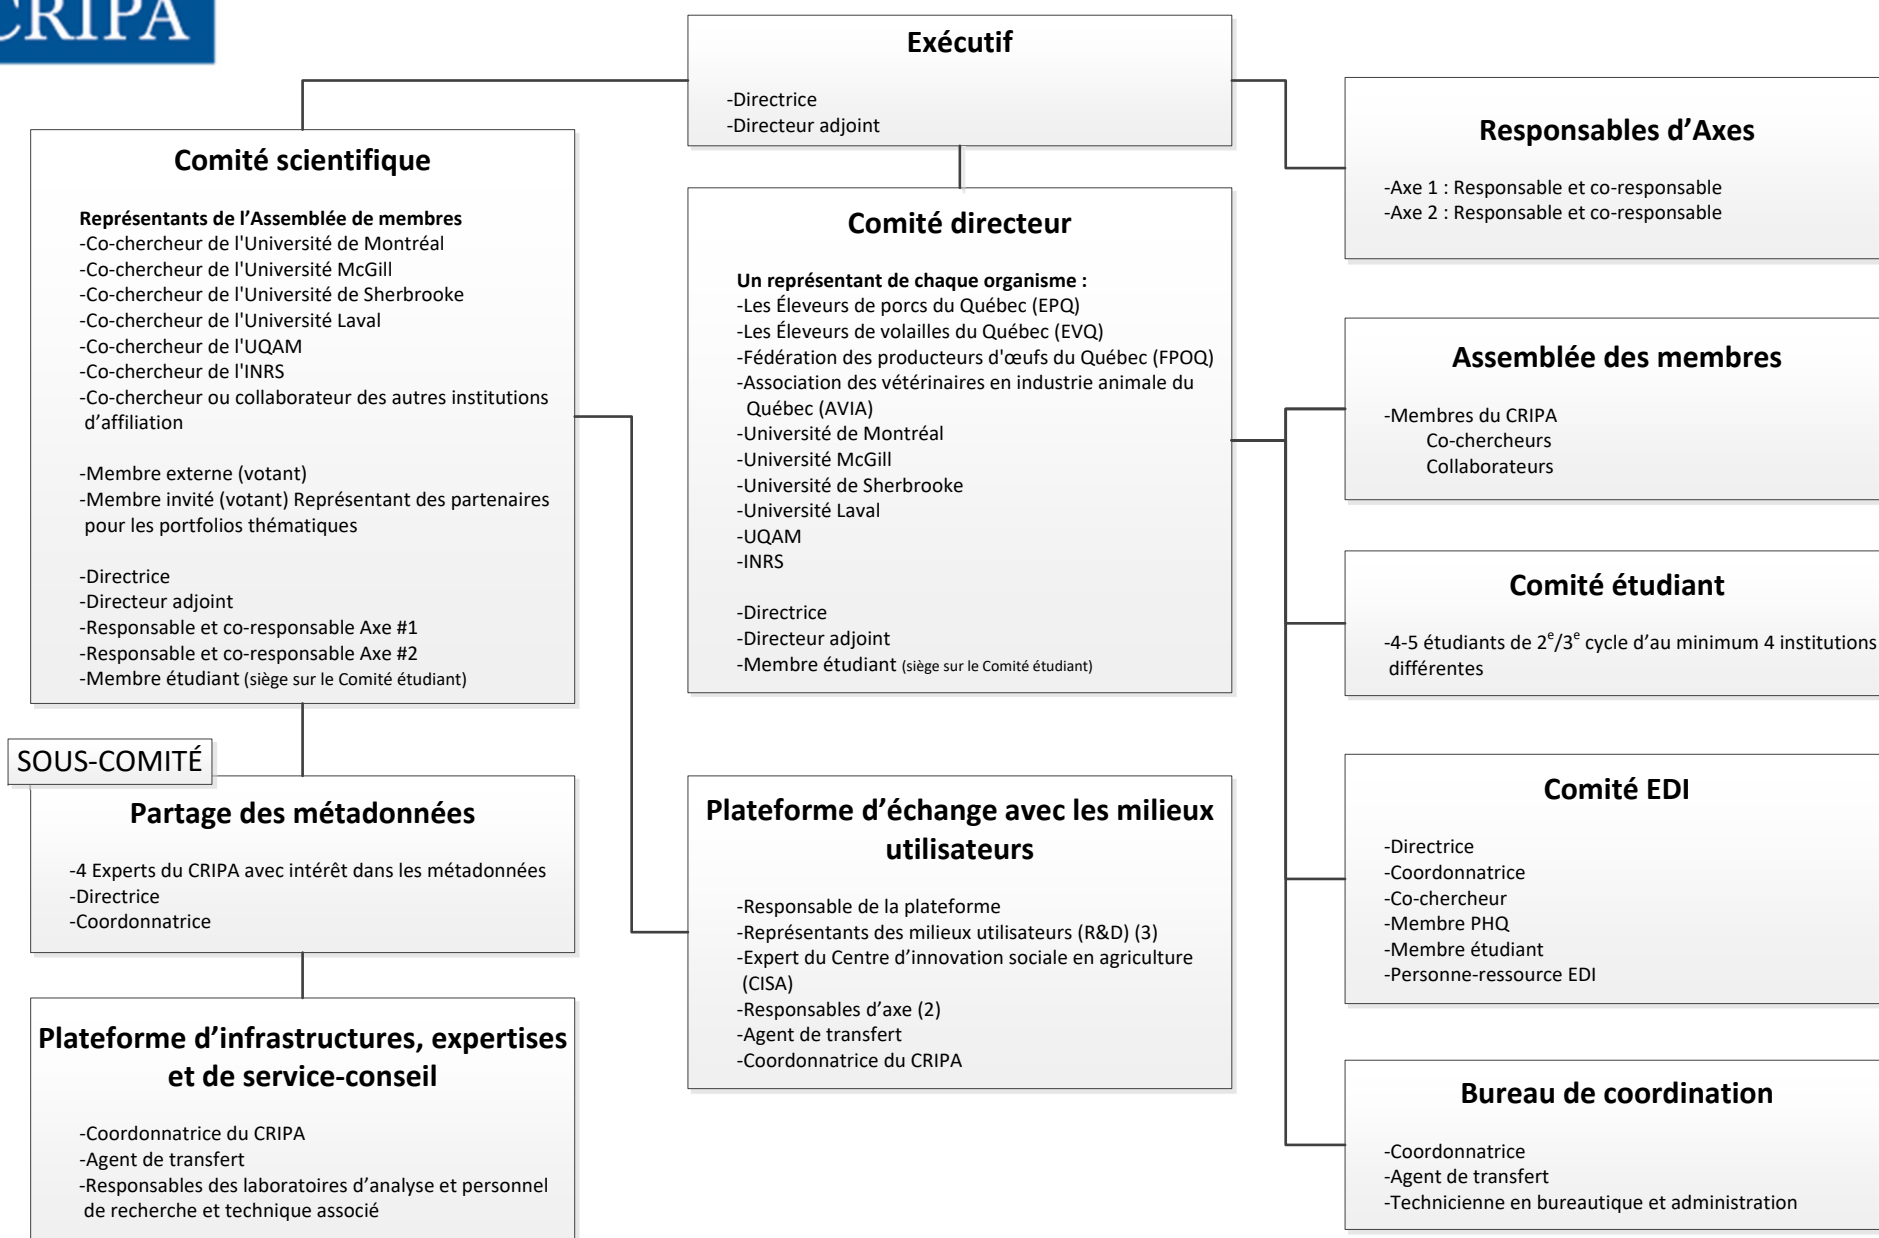 CRIPA
Exécutif
-Directrice
-Directeur adjoint
Comité scientifique
Représentants de l’Assemblée de membres
-Co-chercheur de l'Université de Montréal
-Co-chercheur de l'Université McGill
-Co-chercheur de l'Université de Sherbrooke
-Co-chercheur de l'Université Laval
-Co-chercheur de l'UQAM
-Co-chercheur de l'INRS
-Co-chercheur ou collaborateur des autres institutions
d’affiliation
-Membre externe (votant)
-Membre invité (votant) Représentant des partenaires
pour les portfolios thématiques
-Directrice
-Directeur adjoint
-Responsable et co-responsable Axe #1
-Responsable et co-responsable Axe #2
-Membre étudiant (siège sur le Comité étudiant)
SOUS-COMITÉ
Partage des métadonnées
-4 Experts du CRIPA avec intérêt dans les métadonnées
-Directrice
-Coordonnatrice
Plateforme d’infrastructures, expertises
et de service-conseil
-Coordonnatrice du CRIPA
-Agent de transfert
-Responsables des laboratoires d’analyse et personnel
de recherche et technique associé
Comité directeur
Un représentant de chaque organisme :
-Les Éleveurs de porcs du Québec (EPQ)
-Les Éleveurs de volailles du Québec (EVQ)
-Fédération des producteurs d'œufs du Québec (FPOQ)
-Association des vétérinaires en industrie animale du
Québec (AVIA)
-Université de Montréal
-Université McGill
-Université de Sherbrooke
-Université Laval
-UQAM
-INRS
-Directrice
-Directeur adjoint
-Membre étudiant (siège sur le Comité étudiant)
Plateforme d’échange avec les milieux
utilisateurs
-Responsable de la plateforme
-Représentants des milieux utilisateurs (R&D) (3)
-Expert du Centre d’innovation sociale en agriculture
(CISA)
-Responsables d’axe (2)
-Agent de transfert
-Coordonnatrice du CRIPA
Responsables d’Axes
-Axe 1 : Responsable et co-responsable
-Axe 2 : Responsable et co-responsable
Assemblée des membres
-Membres du CRIPA
Co-chercheurs
Collaborateurs
Comité étudiant
-4-5 étudiants de 2e/3e cycle d’au minimum 4 institutions
différentes
Comité EDI
-Directrice
-Coordonnatrice
-Co-chercheur
-Membre PHQ
-Membre étudiant
-Personne-ressource EDI
Bureau de coordination
-Coordonnatrice
-Agent de transfert
-Technicienne en bureautique et administration